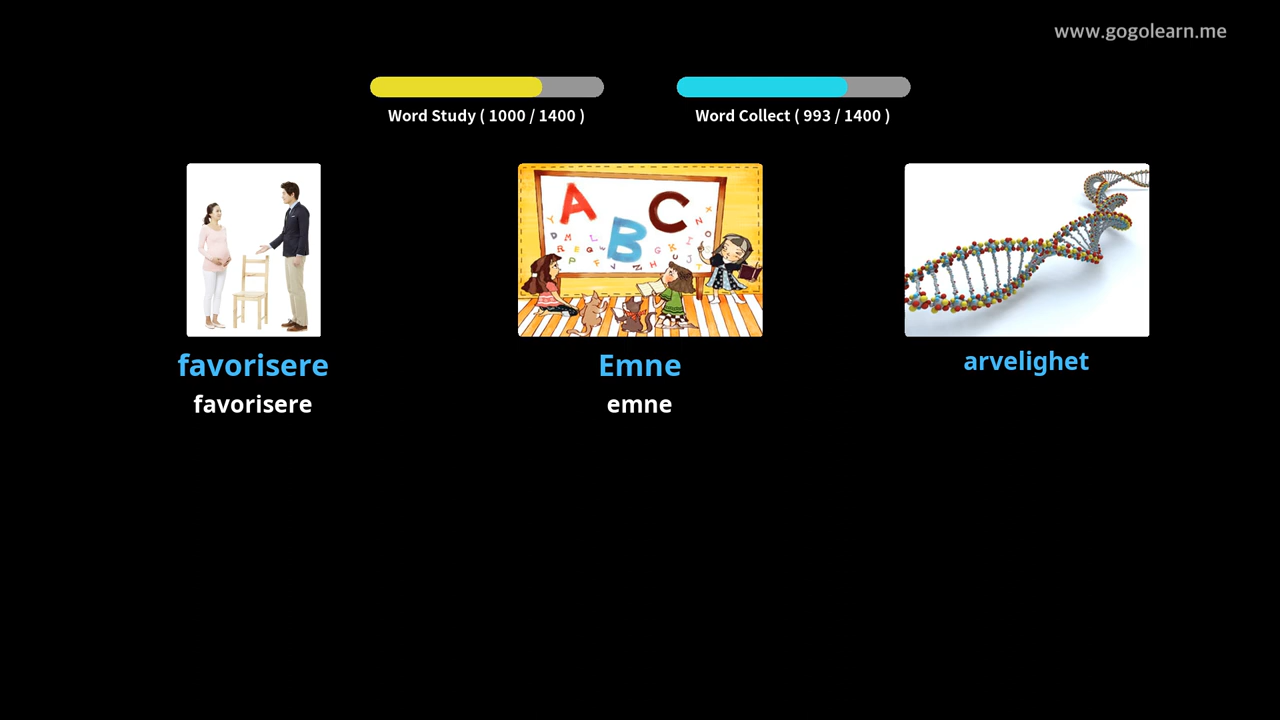 www.gogolearn.me
Word Study ( 1000 / 1400 )
Word Collect ( 993 / 1400 )
A B C
favorisere
Emne
arvelighet
favorisere
emne